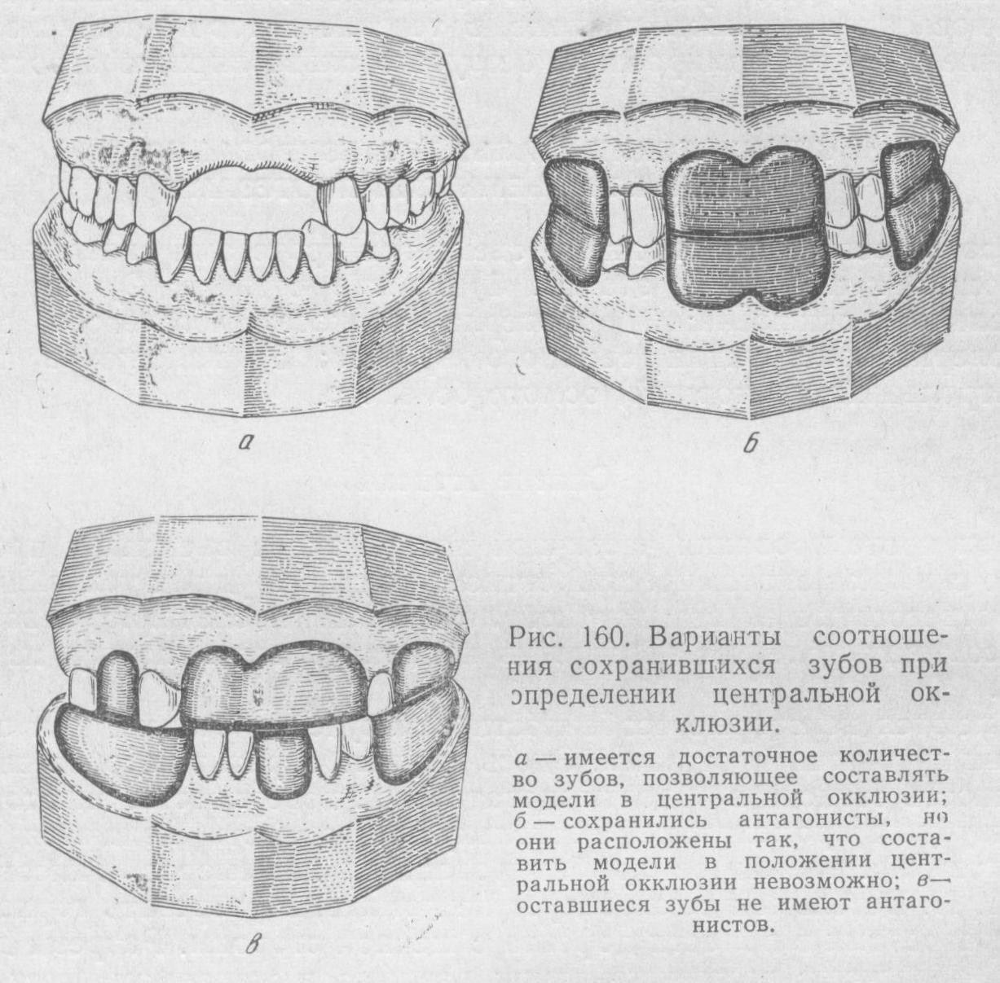 а
б
в
Рис. 160. Варианты соотноше-
ния сохранившихся зубов при
определении центральной ок-
клюзии.
а — имеется достаточное количест-
во зубов, позволяющее составлять
модели в центральной окклюзии;
б — сохранились антагонисты, но
они расположены так, что соста-
вить модели в положении цент-
ральной окклюзии невозможно; в—
оставшиеся зубы не имеют антаго-
нистов.